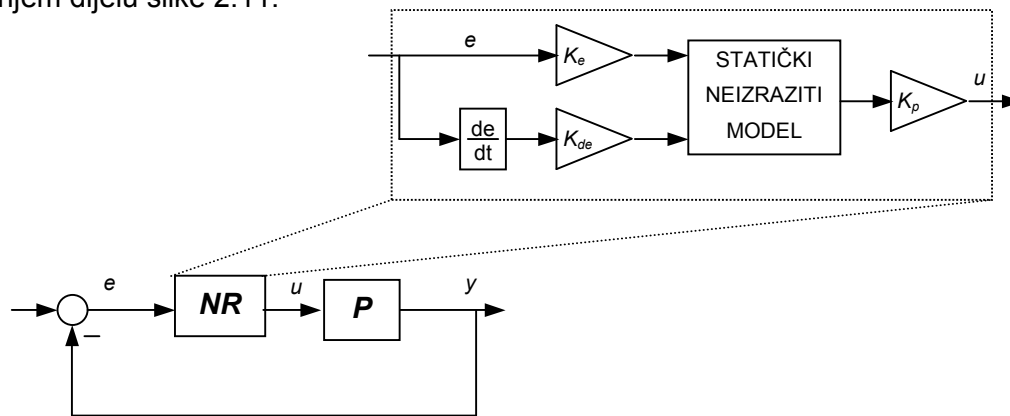 njem dijelu slike 2.11.
e
K_e
STATIČKI
NEIZRAZITI
MODEL
K_p
u
de
dt
K_de
e
NR
u
P
y
–